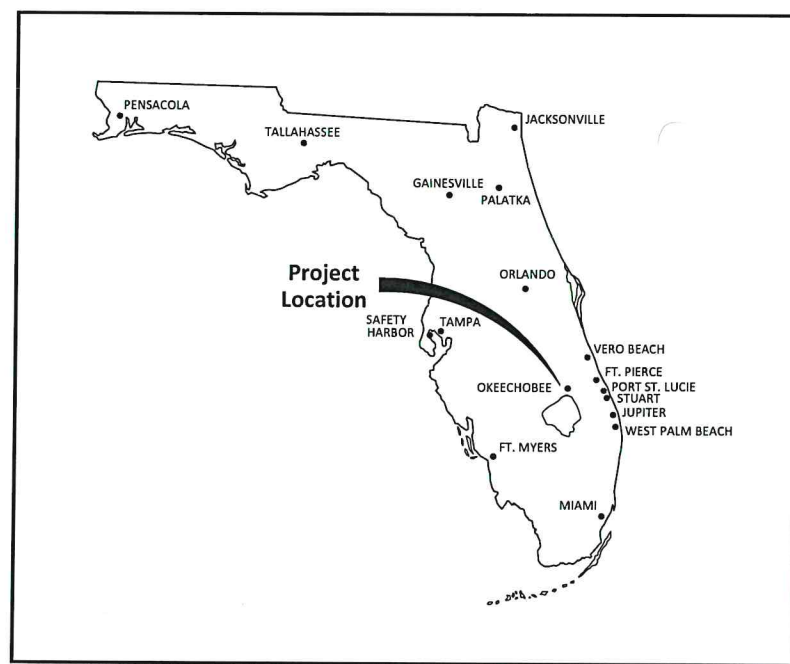 PENSACOLA
TALLAHASSEE
JACKSONVILLE
GAINESVILLE
PALATKA
Project
Location
ORLANDO
SAFETY
HARBOR
TAMPA
VERO BEACH
FT. PIERCE
OKEECHOBEE
PORT ST. LUCIE
STUART
JUPITER
WEST PALM BEACH
FT. MYERS
MIAMI